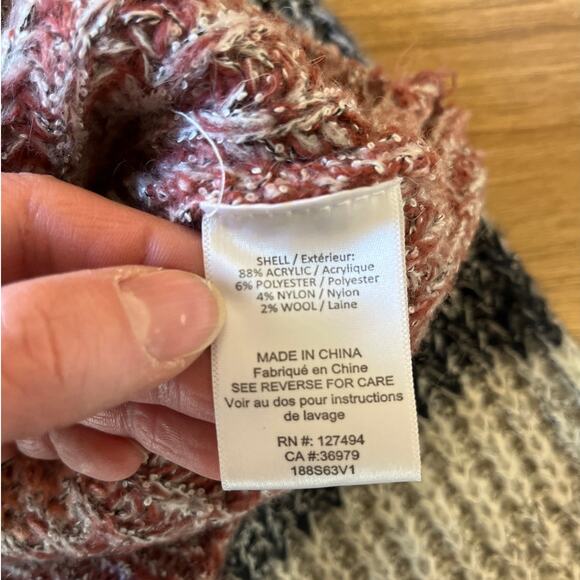 SHELL / Extérieur:
88% ACRYLIC / Acrylique
6% POLYESTER / Polyester
4% NYLON / Nylon
2% WOOL / Laine
MADE IN CHINA
Fabriqué en Chine
SEE REVERSE FOR CARE
Voir au dos pour instructions
de lavage
RN #: 127494
CA #:36979
188S63V1